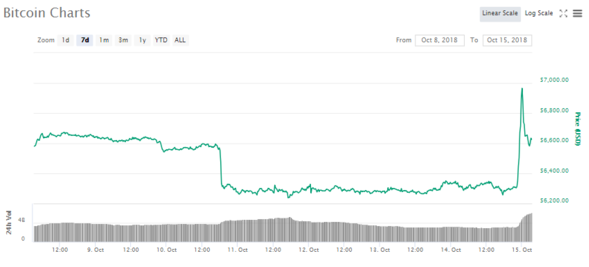 Bitcoin Charts
Linear Scale Log Scale
Zoom 1d 7d 1m 3m 1y YTD ALL
From Oct 8, 2018 To Oct 15, 2018
$7,000.00
$6,800.00
$6,600.00
$6,400.00
$6,200.00
Price (USD)
24h Vol
4B
0
12:00 9. Oct 12:00 10. Oct 12:00 11. Oct 12:00 12. Oct 12:00 13. Oct 12:00 14. Oct 12:00 15. Oct